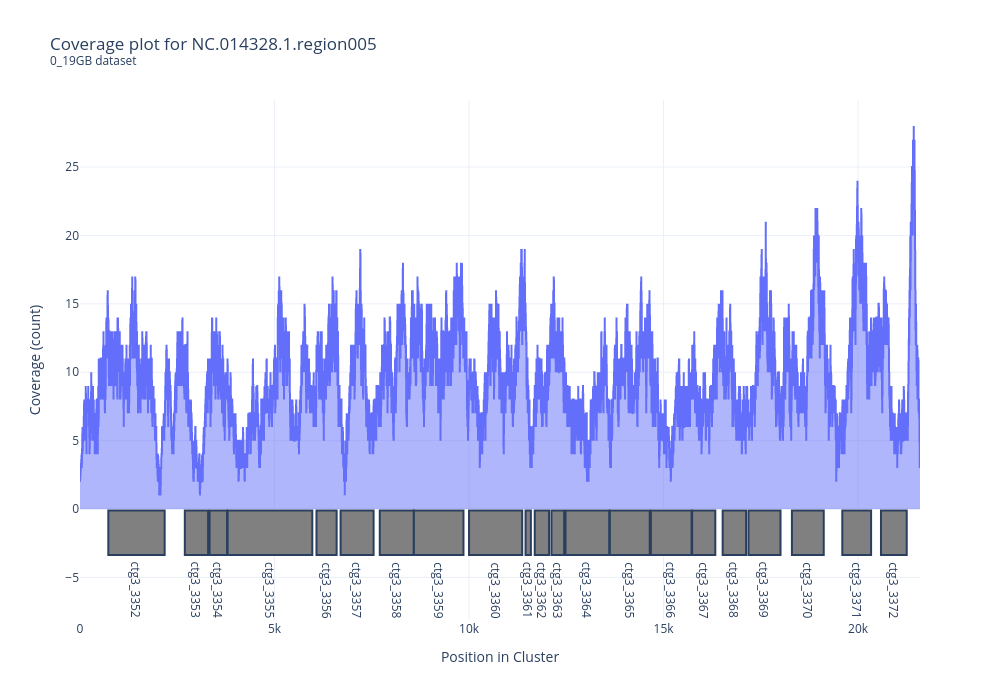 Coverage plot for NC.014328.1.region005
0_19GB dataset
25
20
15
10
5
0
−5
Coverage (count)
ctg3_3352
ctg3_3353
ctg3_3354
ctg3_3355
ctg3_3356
ctg3_3357
ctg3_3358
ctg3_3359
ctg3_3360
ctg3_3361
ctg3_3362
ctg3_3363
ctg3_3364
ctg3_3365
ctg3_3366
ctg3_3367
ctg3_3368
ctg3_3369
ctg3_3370
ctg3_3371
ctg3_3372
0 5k 10k 15k 20k
Position in Cluster